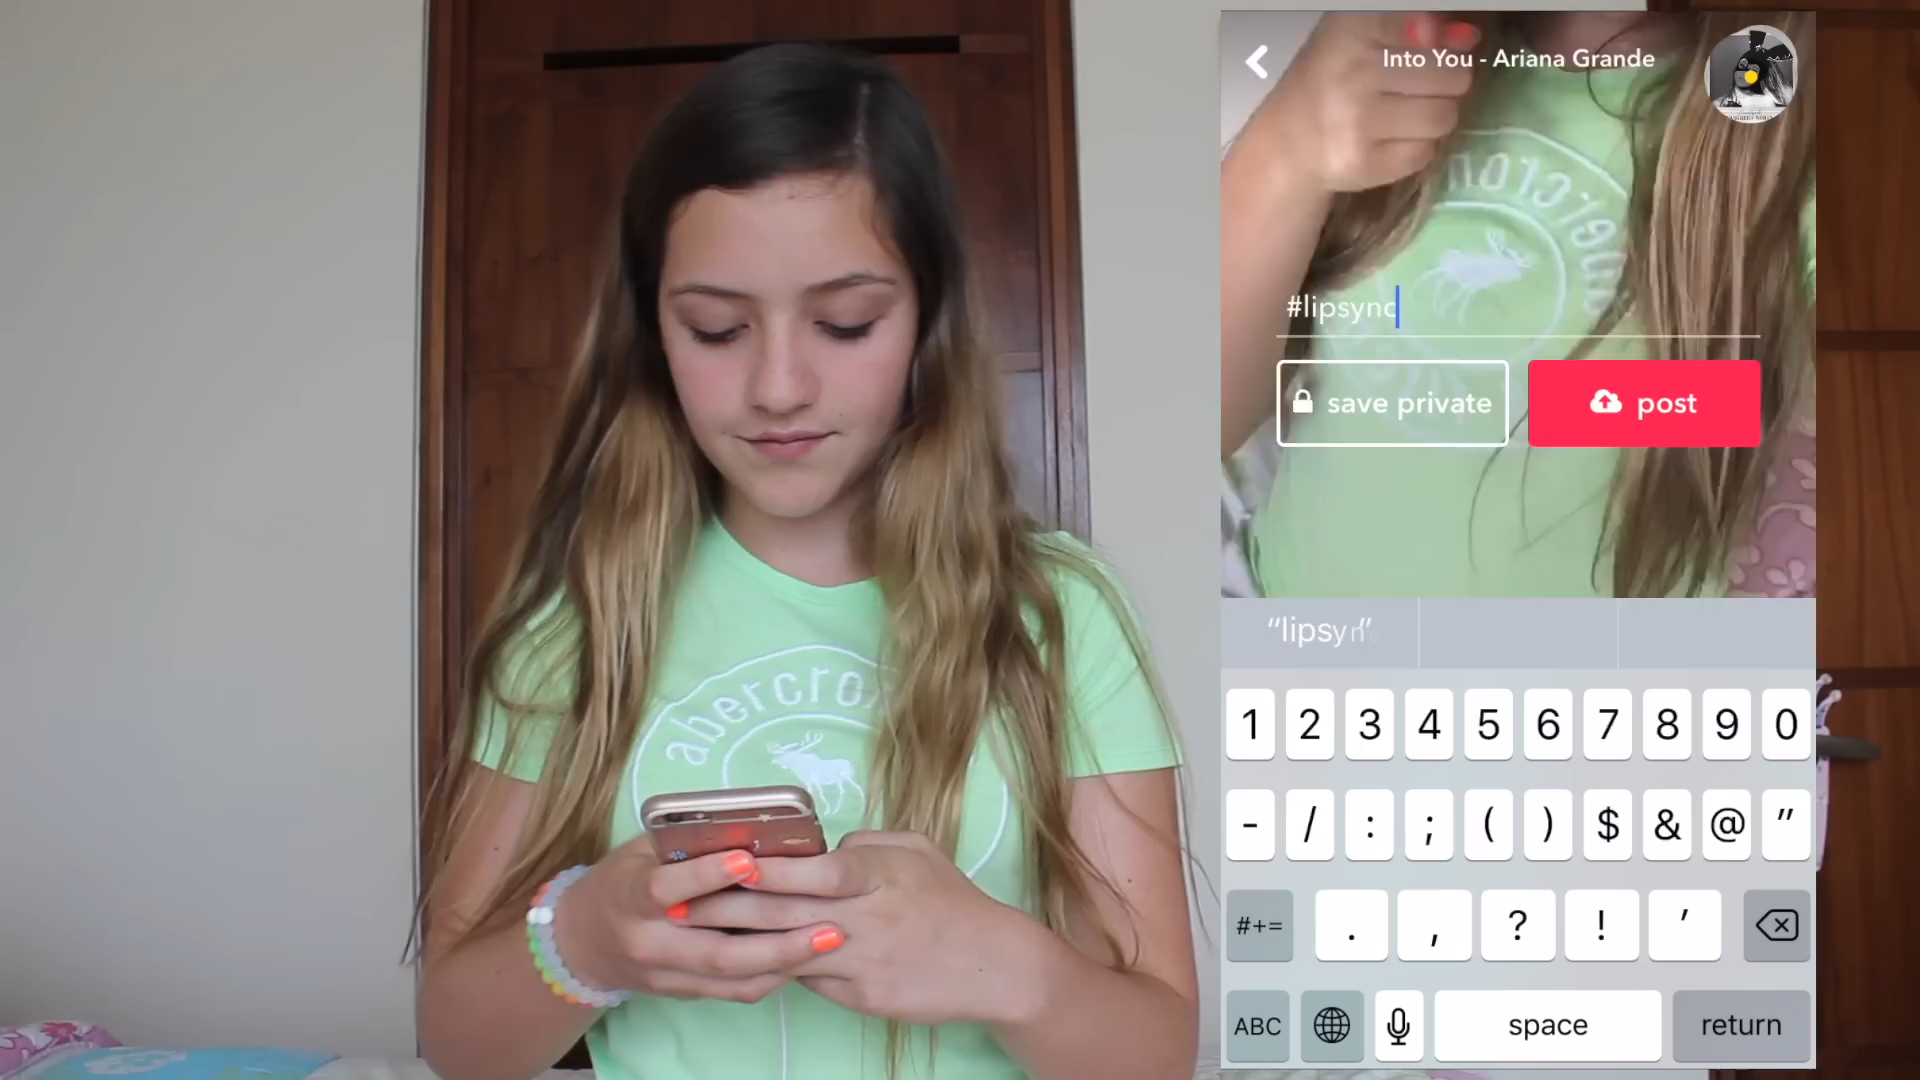 abercro
Into You - Ariana Grande
#lipsync
save private
post
“lipsyn”
1 2 3 4 5 6 7 8 9 0
- / : ; ( ) $ & @ "
#+= . , ? ! '
ABC space return